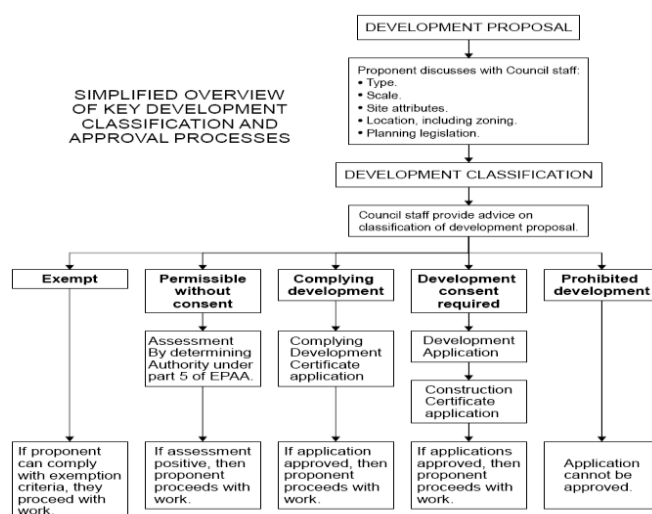 DEVELOPMENT PROPOSAL
SIMPLIFIED OVERVIEW
OF KEY DEVELOPMENT
CLASSIFICATION AND
APPROVAL PROCESSES
Proponent discusses with Council staff:
• Type.
• Scale.
• Site attributes.
• Location, including zoning.
• Planning legislation.
DEVELOPMENT CLASSIFICATION
Council staff provide advice on
classification of development proposal.
Exempt
Permissible
without
consent
Complying
development
Development
consent
required
Prohibited
development
Assessment
By determining
Authority under
part 5 of EPAA.
Complying
Development
Certificate
application
Development
Application
Construction
Certificate
application
If proponent
can comply
with exemption
criteria, they
proceed with
work.
If assessment
positive, then
proponent
proceeds with
work.
If application
approved, then
proponent
proceeds with
work.
If applications
approved, then
proponent
proceeds with
work.
Application
cannot be
approved.